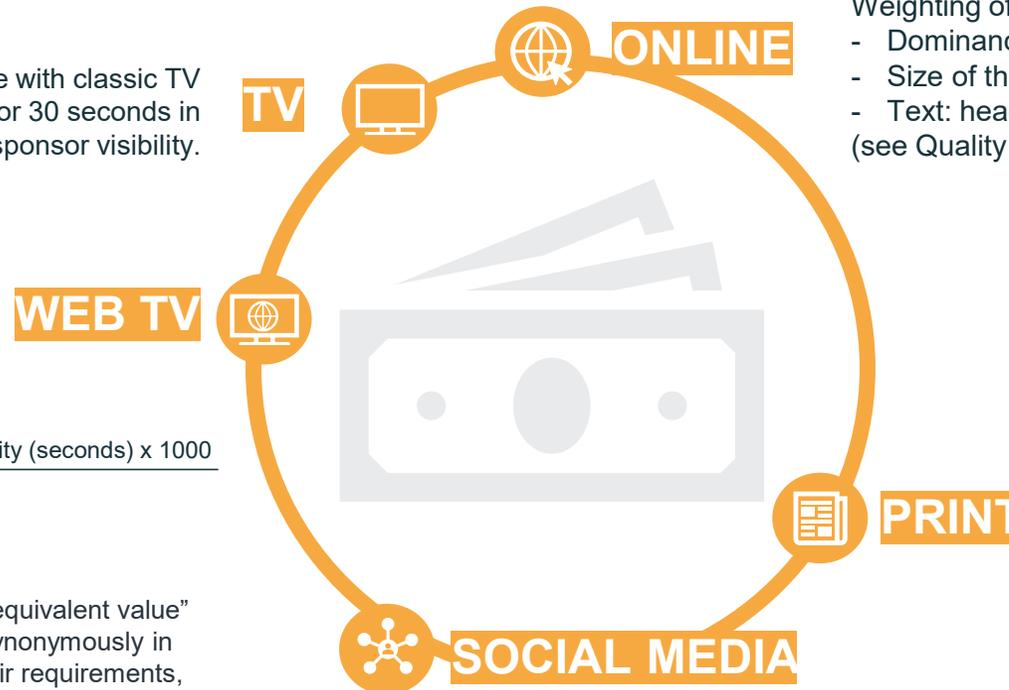 e with classic TV
or 30 seconds in
sponsor visibility.
TV
ONLINE
Weighting of
- Dominanc
- Size of th
- Text: hea
(see Quality
WEB TV
ity (seconds) x 1000
PRINT
equivalent value”
ynonymously in
ir requirements,
SOCIAL MEDIA